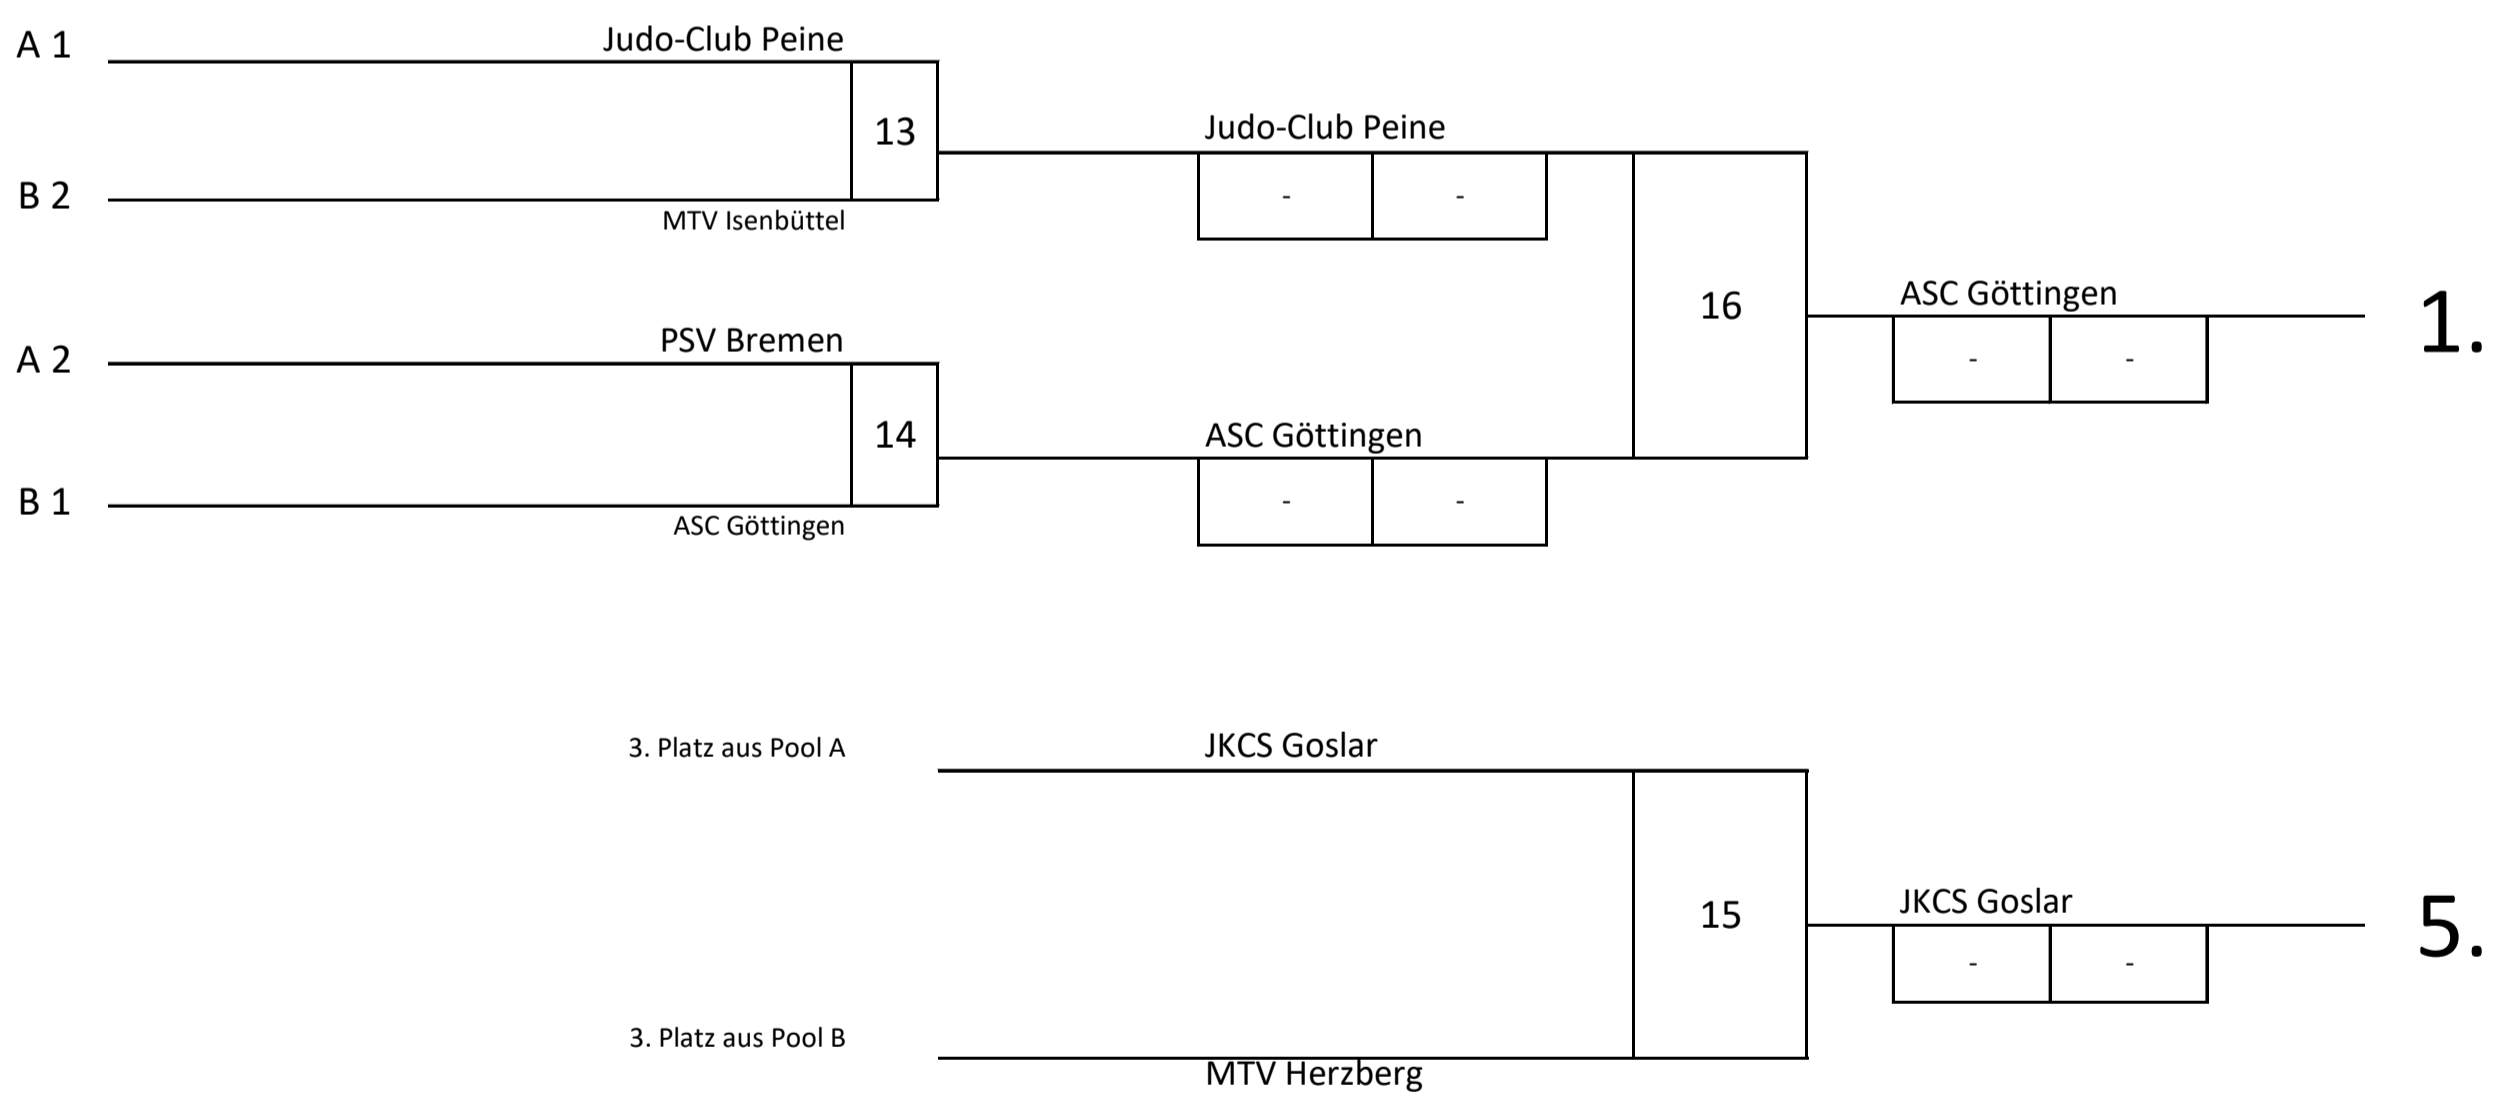 A 1
Judo-Club Peine
13
B 2
MTV Isenbüttel
Judo-Club Peine
- -
A 2
PSV Bremen
14
B 1
ASC Göttingen
ASC Göttingen
- -
16
ASC Göttingen
- -
1.
3. Platz aus Pool A
JKCS Goslar
15
3. Platz aus Pool B
MTV Herzberg
JKCS Goslar
- -
5.